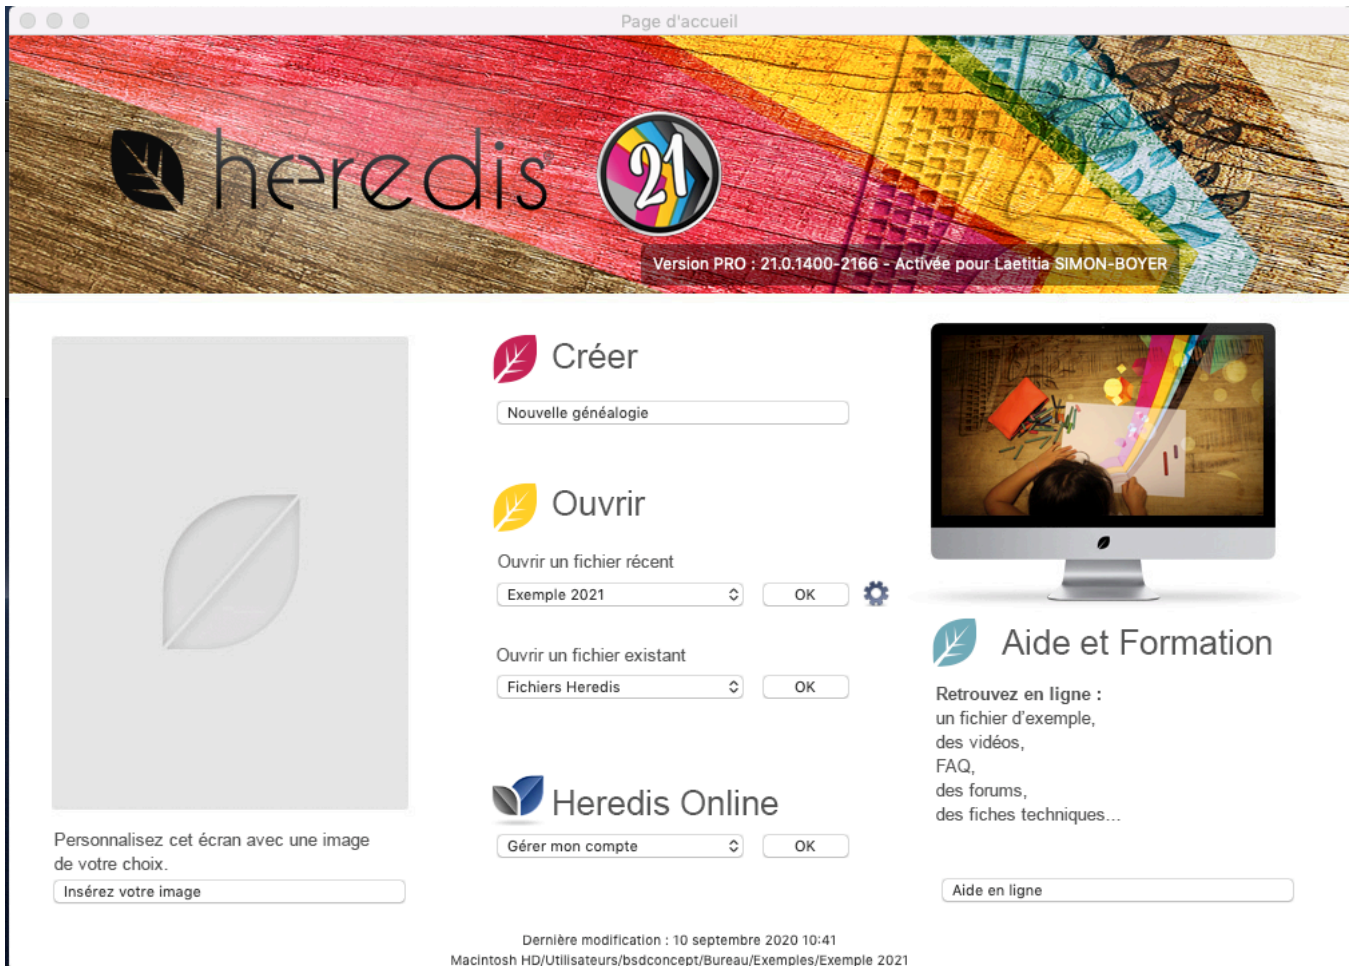 Page d'accueil
heredis
21
Version PRO : 21.0.1400-2166 - Activée pour Laetitia SIMON-BOYER
Personnalisez cet écran avec une image
de votre choix.
Insérez votre image
Créer
Nouvelle généalogie
Ouvrir
Ouvrir un fichier récent
Exemple 2021
OK
Ouvrir un fichier existant
Fichiers Heredis
OK
Heredis Online
Gérer mon compte
OK
Aide et Formation
Retrouvez en ligne :
un fichier d'exemple,
des vidéos,
FAQ,
des forums,
des fiches techniques...
Aide en ligne
Dernière modification : 10 septembre 2020 10:41
Macintosh HD/Utilisateurs/bsdconcept/Bureau/Exemples/Exemple 2021